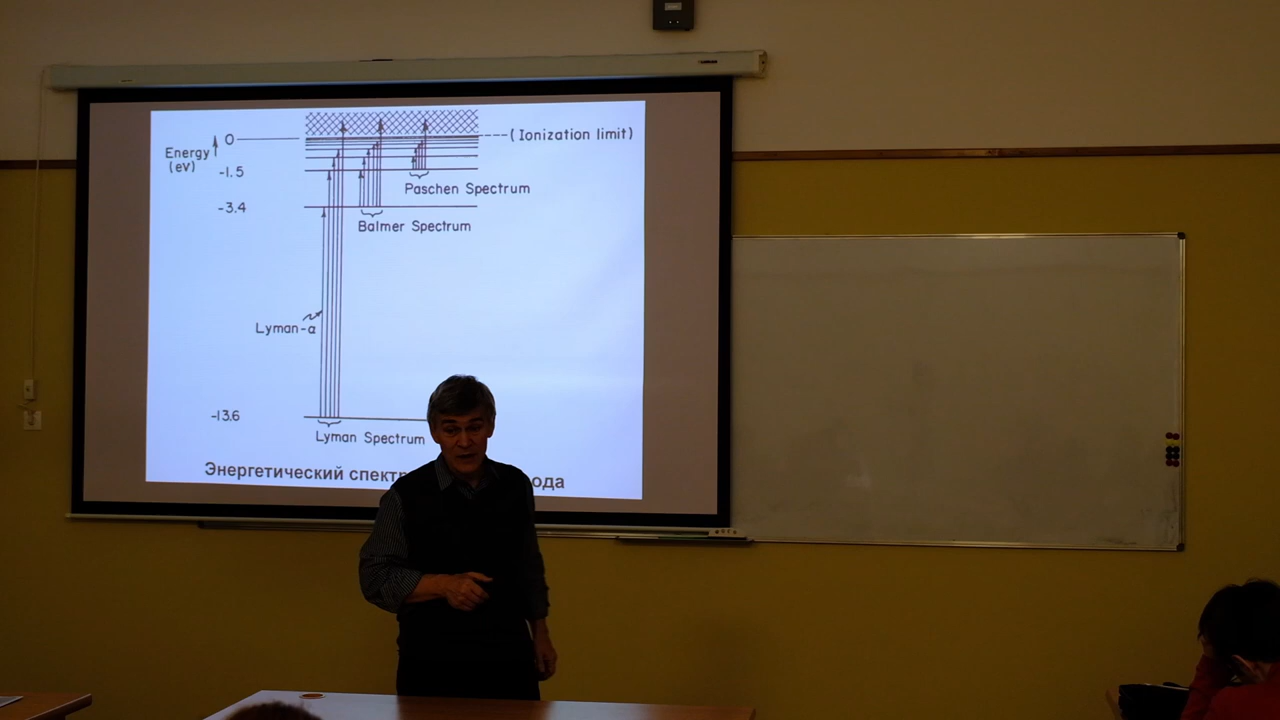 0
(Ionization limit)
Energy
(eV)
-1.5
Paschen Spectrum
-3.4
Balmer Spectrum
Lyman-α
-13.6
Lyman Spectrum
Энергетический спектр
ода